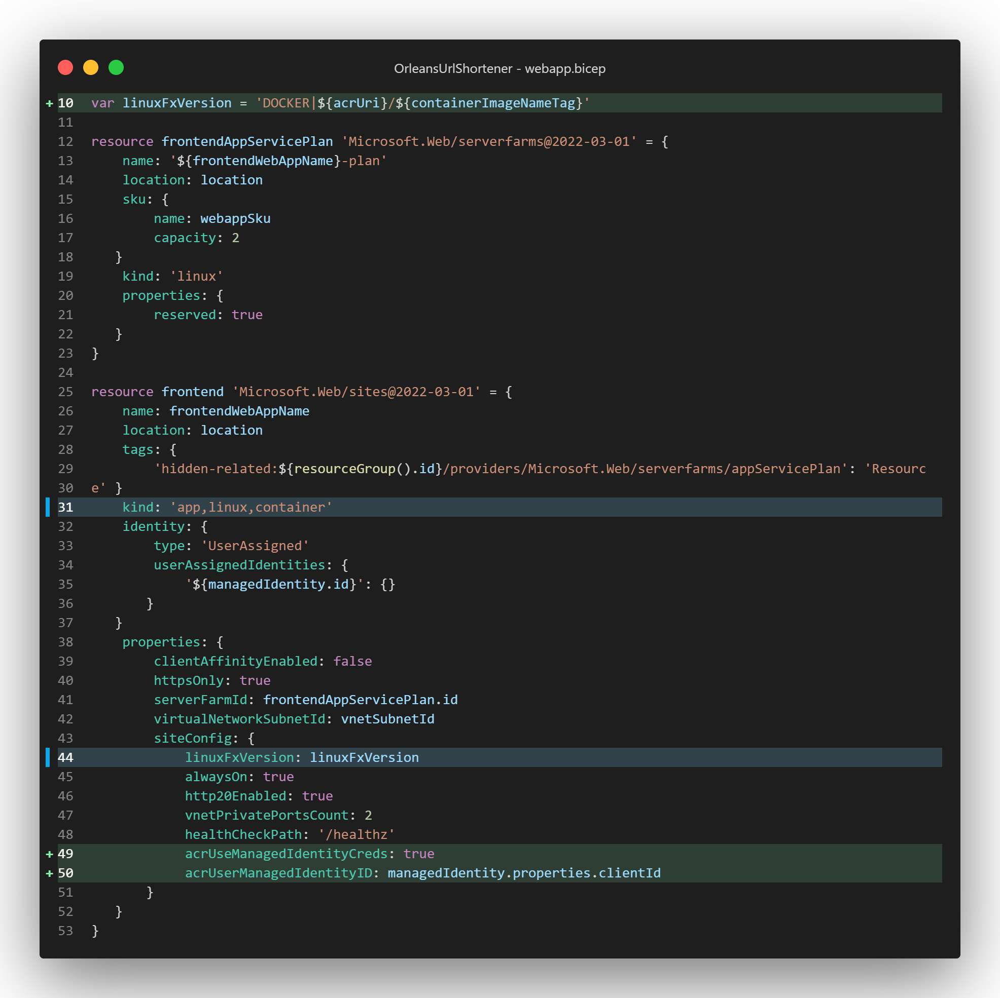 OrleansUrlShortener - webapp.bicep
+ 10 var linuxFxVersion = 'DOCKER|${acrUri}/${containerImageNameTag}'
11
12 resource frontendAppServicePlan 'Microsoft.Web/serverfarms@2022-03-01' = {
13     name: '${frontendWebAppName}-plan'
14     location: location
15     sku: {
16         name: webappSku
17         capacity: 2
18    }
19     kind: 'linux'
20     properties: {
21         reserved: true
22    }
23 }
24
25 resource frontend 'Microsoft.Web/sites@2022-03-01' = {
26     name: frontendWebAppName
27     location: location
28     tags: {
29         'hidden-related:${resourceGroup().id}/providers/Microsoft.Web/serverfarms/appServicePlan': 'Resourc
30 e' }
31     kind: 'app,linux,container'
32     identity: {
33         type: 'UserAssigned'
34         userAssignedIdentities: {
35             '${managedIdentity.id}': {}
36        }
37    }
38     properties: {
39         clientAffinityEnabled: false
40         httpsOnly: true
41         serverFarmId: frontendAppServicePlan.id
42         virtualNetworkSubnetId: vnetSubnetId
43         siteConfig: {
44             linuxFxVersion: linuxFxVersion
45             alwaysOn: true
46             http20Enabled: true
47             vnetPrivatePortsCount: 2
48             healthCheckPath: '/healthz'
+ 49             acrUseManagedIdentityCreds: true
+ 50             acrUserManagedIdentityID: managedIdentity.properties.clientId
51        }
52    }
53 }